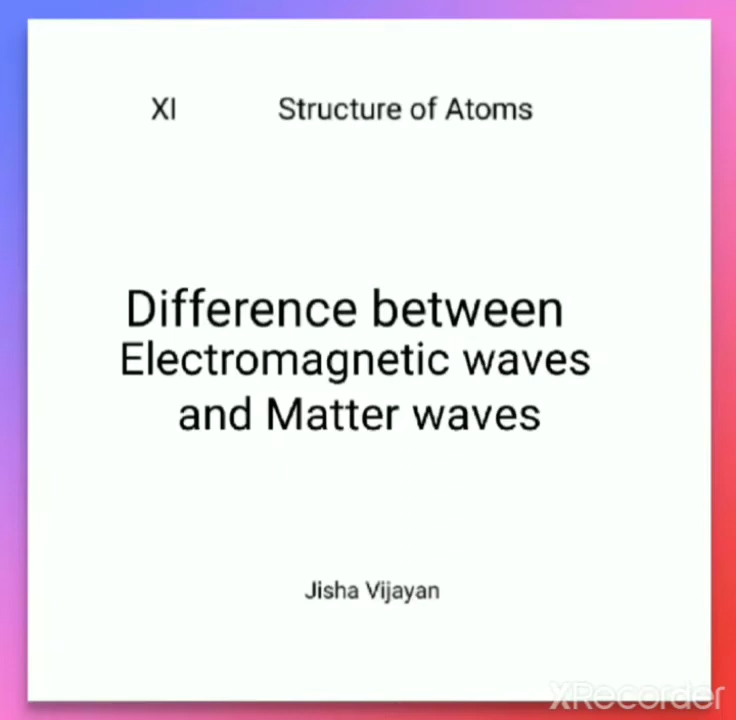 XI Structure of Atoms
Difference between
Electromagnetic waves
and Matter waves
Jisha Vijayan
XRecorder